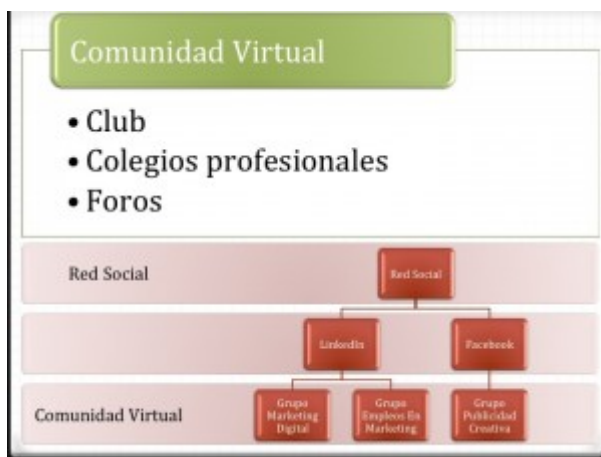 Comunidad Virtual
• Club
• Colegios profesionales
• Foros
Red Social
Red Social
LinkedIn
Facebook
Comunidad Virtual
Grupo
Marketing
Digital
Grupo
Empleos En
Marketing
Grupo
Publicidad
Creativa